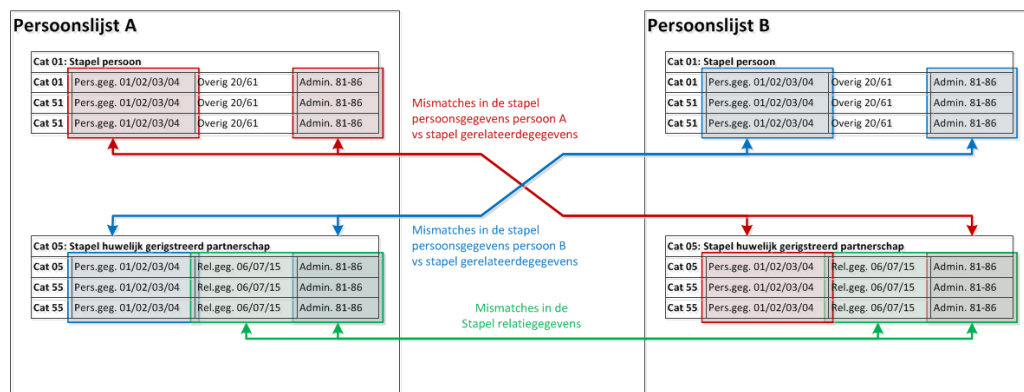 Persoonslijst A
Cat 01: Stapel persoon
Cat 01 Pers.geg. 01/02/03/04 Overig 20/61 Admin. 81-86
Cat 51 Pers.geg. 01/02/03/04 Overig 20/61 Admin. 81-86
Cat 51 Pers.geg. 01/02/03/04 Overig 20/61 Admin. 81-86
Cat 05: Stapel huwelijk gerigstreerd partnerschap
Cat 05 Pers.geg. 01/02/03/04 Rel.geg. 06/07/15 Admin. 81-86
Cat 55 Pers.geg. 01/02/03/04 Rel.geg. 06/07/15 Admin. 81-86
Cat 55 Pers.geg. 01/02/03/04 Rel.geg. 06/07/15 Admin. 81-86
Mismatches in de stapel
persoonsgegevens persoon A
vs stapel gerelateerdegegevens
Mismatches in de stapel
persoonsgegevens persoon B
vs stapel gerelateerdegegevens
Mismatches in de
Stapel relatiegegevens
Persoonslijst B
Cat 01: Stapel persoon
Cat 01 Pers.geg. 01/02/03/04 Overig 20/61 Admin. 81-86
Cat 51 Pers.geg. 01/02/03/04 Overig 20/61 Admin. 81-86
Cat 51 Pers.geg. 01/02/03/04 Overig 20/61 Admin. 81-86
Cat 05: Stapel huwelijk gerigstreerd partnerschap
Cat 05 Pers.geg. 01/02/03/04 Rel.geg. 06/07/15 Admin. 81-86
Cat 55 Pers.geg. 01/02/03/04 Rel.geg. 06/07/15 Admin. 81-86
Cat 55 Pers.geg. 01/02/03/04 Rel.geg. 06/07/15 Admin. 81-86